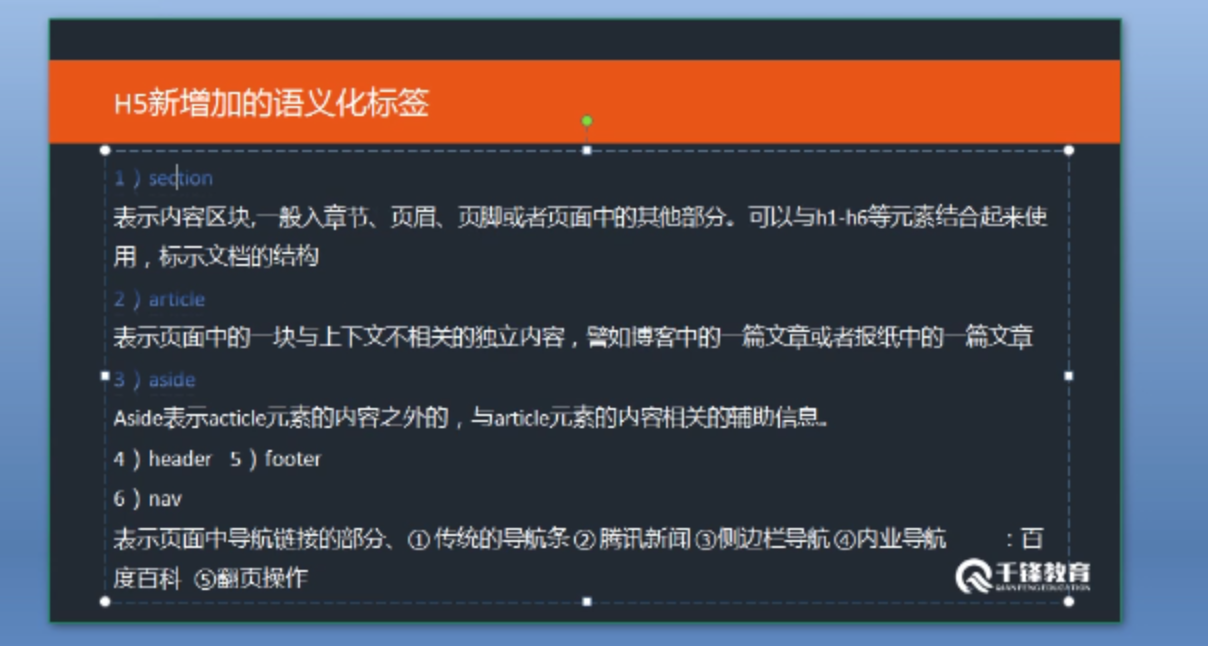 H5新增加的语义化标签
1）section
表示内容区块,一般入章节、页眉、页脚或者页面中的其他部分。可以与h1-h6等元素结合起来使
用，标示文档的结构
2）article
表示页面中的一块与上下文不相关的独立内容，譬如博客中的一篇文章或者报纸中的一篇文章
3）aside
Aside表示acticle元素的内容之外的，与article元素的内容相关的辅助信息。
4）header 5）footer
6）nav
表示页面中导航链接的部分、①传统的导航条②腾讯新闻③侧边栏导航④内业导航 ：百
度百科 ⑤翻页操作
千锋教育
QIANFENG EDUCATION